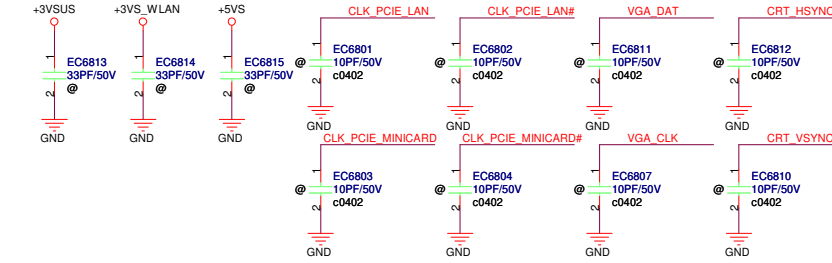 +3VSUS
1
EC6813
33PF/50V
@
2
GND
+3VS_WLAN
1
EC6814
33PF/50V
@
2
GND
+5VS
1
EC6815
33PF/50V
@
2
GND
CLK_PCIE_LAN
1
EC6801
@ 10PF/50V
c0402
2
GND
CLK_PCIE_LAN#
1
EC6802
@ 10PF/50V
c0402
2
GND
VGA_DAT
1
EC6811
@ 10PF/50V
c0402
2
GND
CRT_HSYNC
1
EC6812
@ 10PF/50V
c0402
2
GND
CLK_PCIE_MINICARD
1
EC6803
@ 10PF/50V
c0402
2
GND
CLK_PCIE_MINICARD#
1
EC6804
@ 10PF/50V
c0402
2
GND
VGA_CLK
1
EC6807
@ 10PF/50V
c0402
2
GND
CRT_VSYNC
1
EC6810
@ 10PF/50V
c0402
2
GND